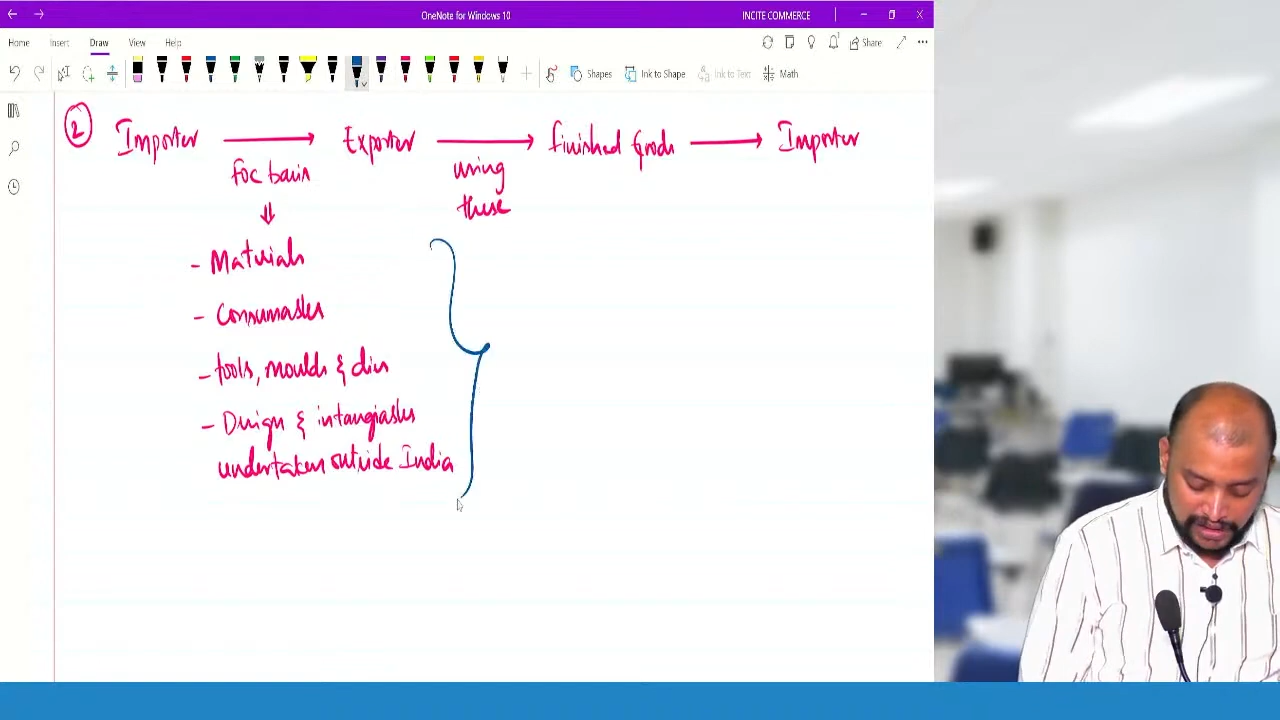 OneNote for Windows 10
INCITE COMMERCE
Home Insert Draw View Help
Share
Shapes Ink to Shape Ink to Text Math
2 Importer → Exporter → Finished Goods → Importer
FOC basis using
⇓ these
- Materials
- Consumables
- tools, moulds & dies
- Design & intangibles
undertaken outside India